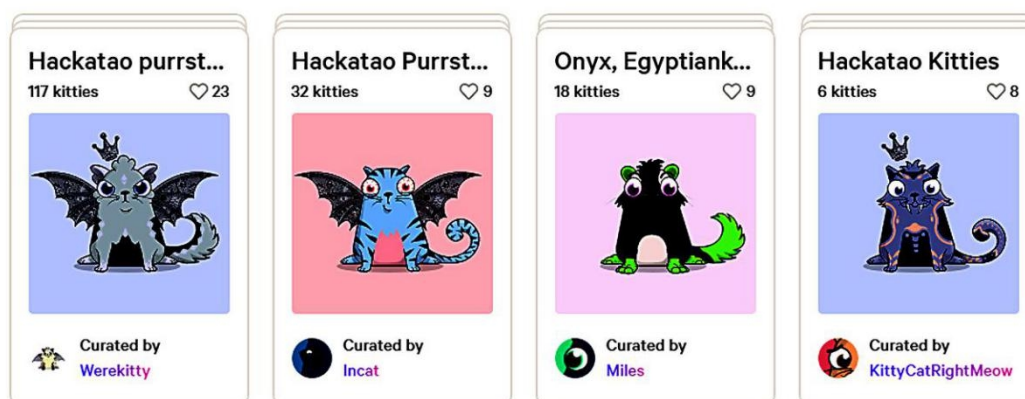 Hackatao purrst...
117 kitties 23
Curated by
Werekitty
Hackatao Purrst...
32 kitties 9
Curated by
Incat
Onyx, Egyptiank...
18 kitties 9
Curated by
Miles
Hackatao Kitties
6 kitties 8
Curated by
KittyCatRightMeow